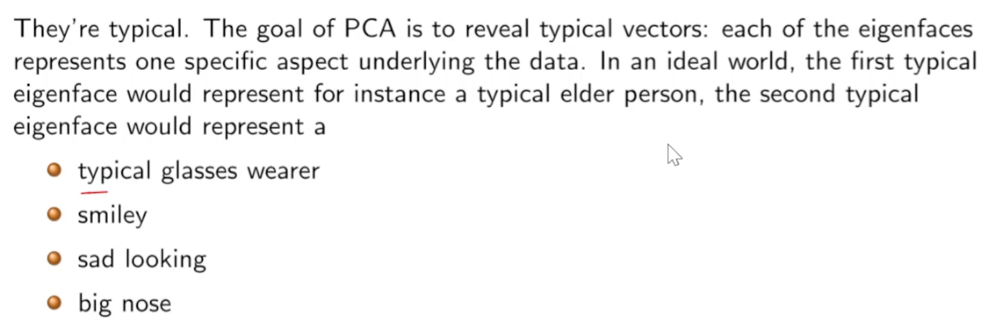 They're typical. The goal of PCA is to reveal typical vectors: each of the eigenfaces
represents one specific aspect underlying the data. In an ideal world, the first typical
eigenface would represent for instance a typical elder person, the second typical
eigenface would represent a
typical glasses wearer
smiley
sad looking
big nose